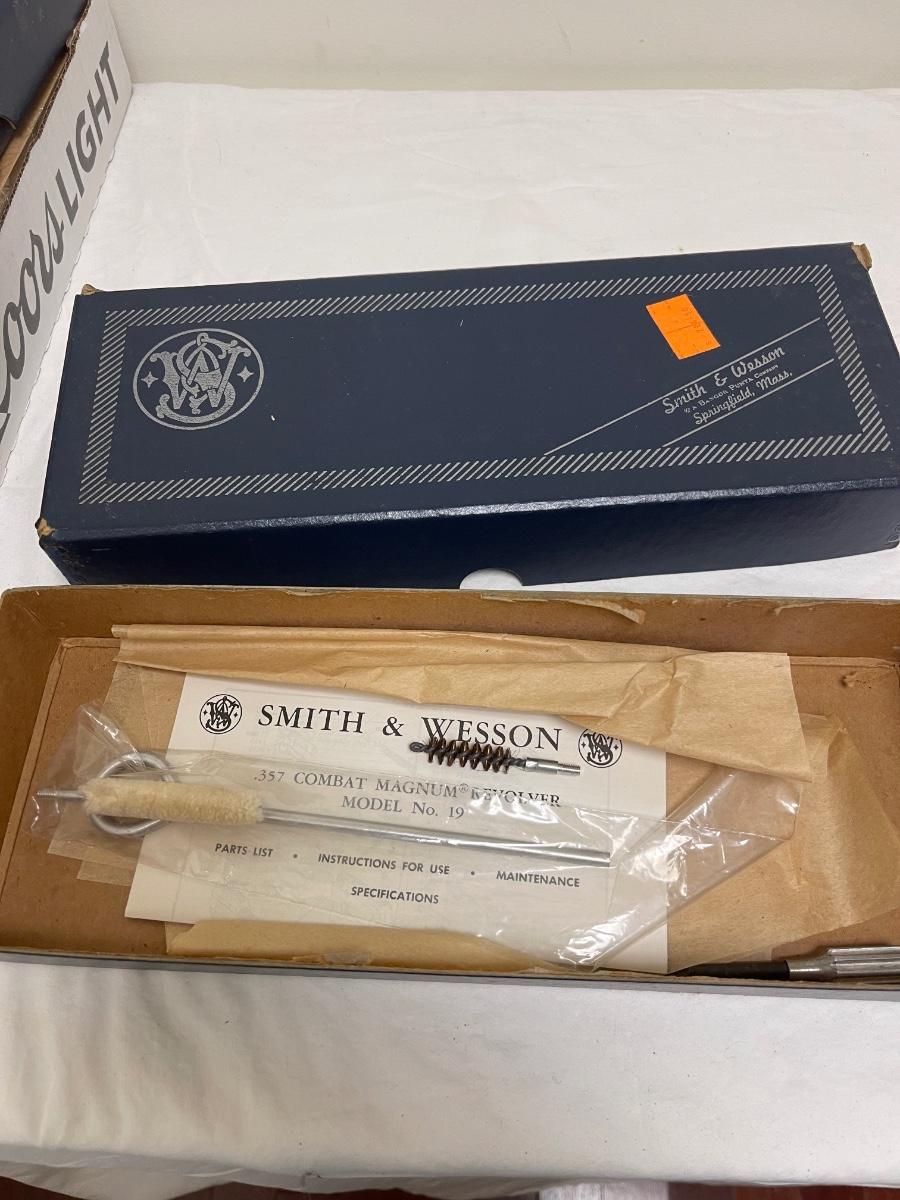 Coors LIGHT
Smith & Wesson
A BANGOR PUNTA COMPANY
Springfield, Mass.
SMITH & WESSON
.357 COMBAT MAGNUM® REVOLVER
MODEL No. 19
PARTS LIST • INSTRUCTIONS FOR USE • MAINTENANCE
SPECIFICATIONS